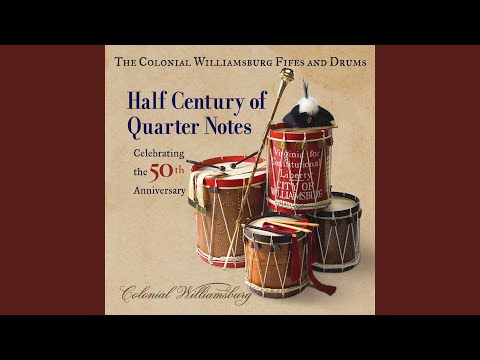 THE COLONIAL WILLIAMSBURG FIFES AND DRUMS
Half Century of
Quarter Notes
Celebrating
the 50th
Anniversary
Virginia for
Constitutional
Liberty
CITY OF
WILLIAMSBURG
Colonial Williamsburg